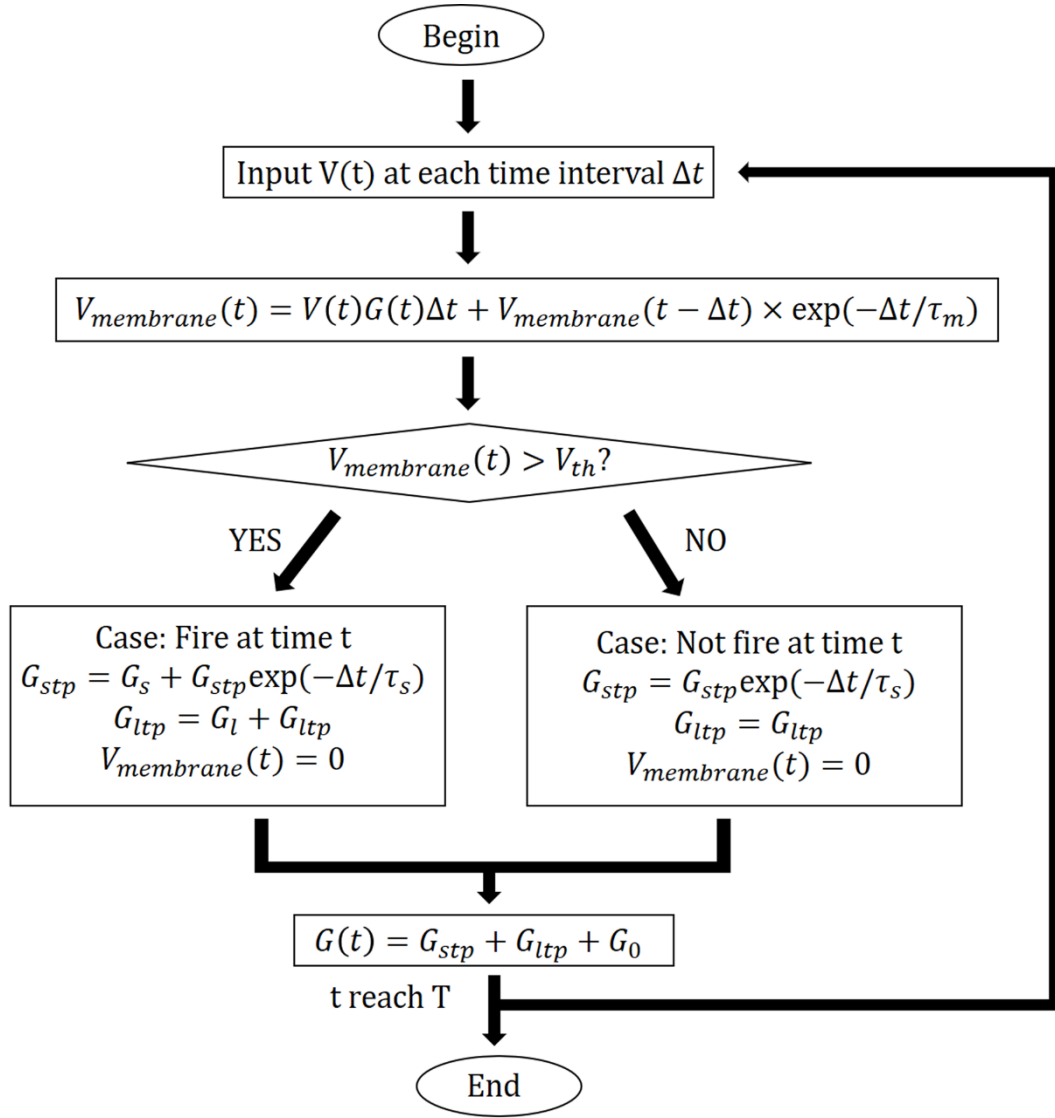 Begin
Input V(t) at each time interval Δt
V_membrane(t) = V(t)G(t)Δt + V_membrane(t − Δt) × exp(−Δt/τ_m)
V_membrane(t) > V_th?
YES
NO
Case: Fire at time t
G_stp = G_s + G_stp exp(−Δt/τ_s)
G_ltp = G_l + G_ltp
V_membrane(t) = 0
Case: Not fire at time t
G_stp = G_stp exp(−Δt/τ_s)
G_ltp = G_ltp
V_membrane(t) = 0
G(t) = G_stp + G_ltp + G_0
t reach T
End